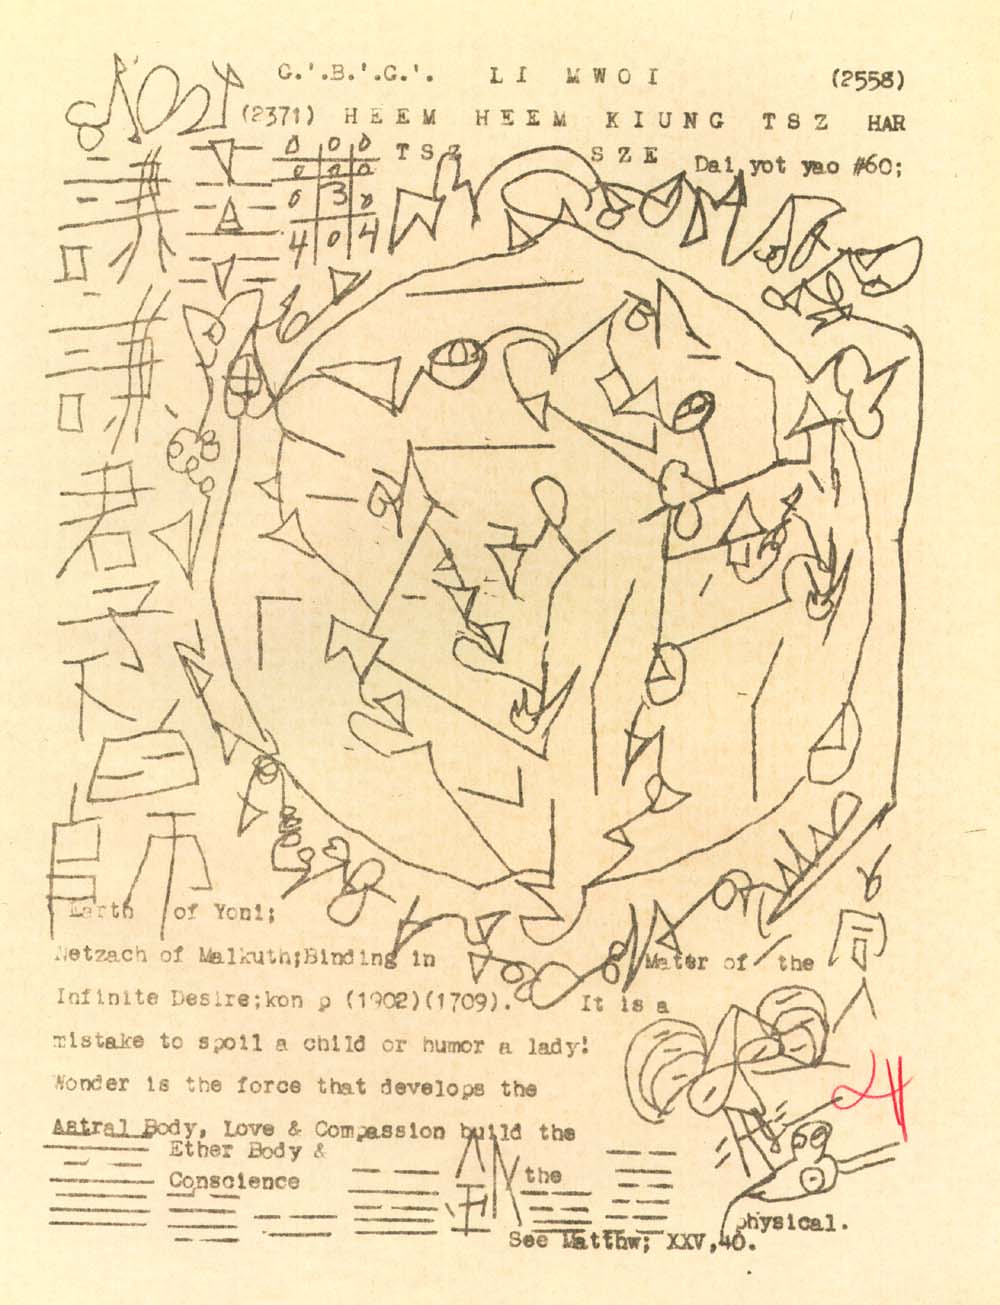 G.'.B.'.G.'. LI MWOI (2558)
(2371) HEEM HEEM KIUNG TSZ HAR
TSZ SZE Dai yot yao #60;
0 0 0
0 0 0
0 3 0
4 0 4
謙
謙
君
子
下
Earth of Yoni;
Netzach of Malkuth;Binding in Mater of the
Infinite Desire;kon p (1902)(1709). It is a
mistake to spoil a child or humor a lady!
Wonder is the force that develops the
Astral Body, Love & Compassion build the
Ether Body &
Conscience the
physical.
See Matthw; XXV,40.